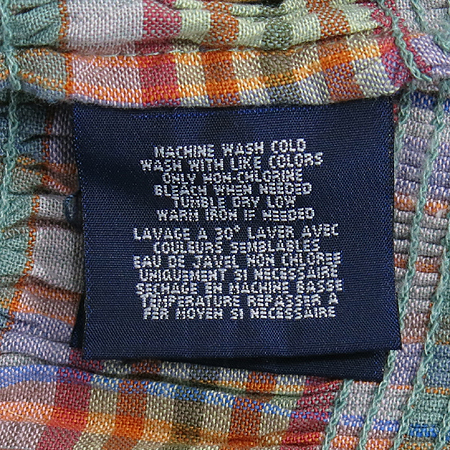 MACHINE WASH COLD
WASH WITH LIKE COLORS
ONLY NON-CHLORINE
BLEACH WHEN NEEDED
TUMBLE DRY LOW
WARM IRON IF NEEDED
LAVAGE A 30° LAVER AVEC
COULEURS SEMBLABLES
EAU DE JAVEL NON CHLOREE
UNIQUEMENT SI NECESSAIRE
SECHAGE EN MACHINE BASSE
TEMPERATURE REPASSER A
FER MOYEN SI NECESSAIRE